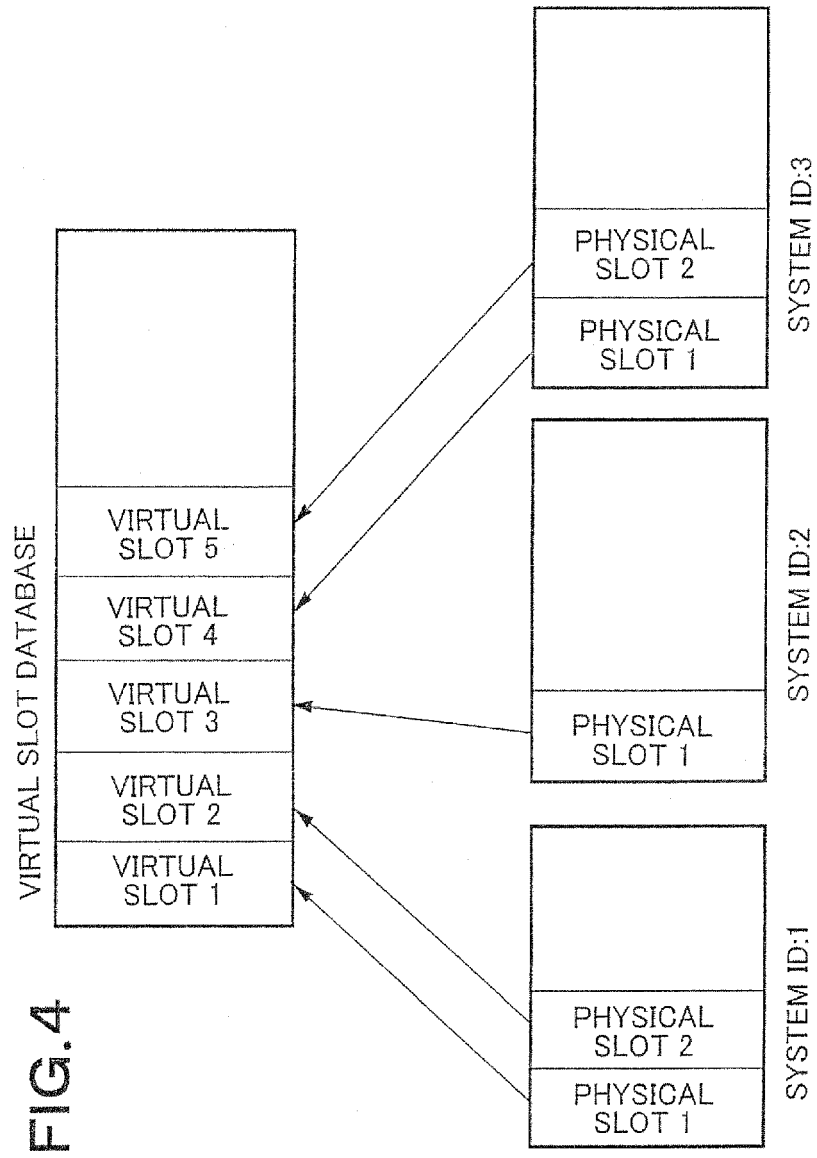 FIG.4
VIRTUAL SLOT DATABASE
VIRTUAL
SLOT 5
VIRTUAL
SLOT 4
VIRTUAL
SLOT 3
VIRTUAL
SLOT 2
VIRTUAL
SLOT 1
PHYSICAL
SLOT 2
PHYSICAL
SLOT 1
SYSTEM ID:3
PHYSICAL
SLOT 1
SYSTEM ID:2
PHYSICAL
SLOT 2
PHYSICAL
SLOT 1
SYSTEM ID:1